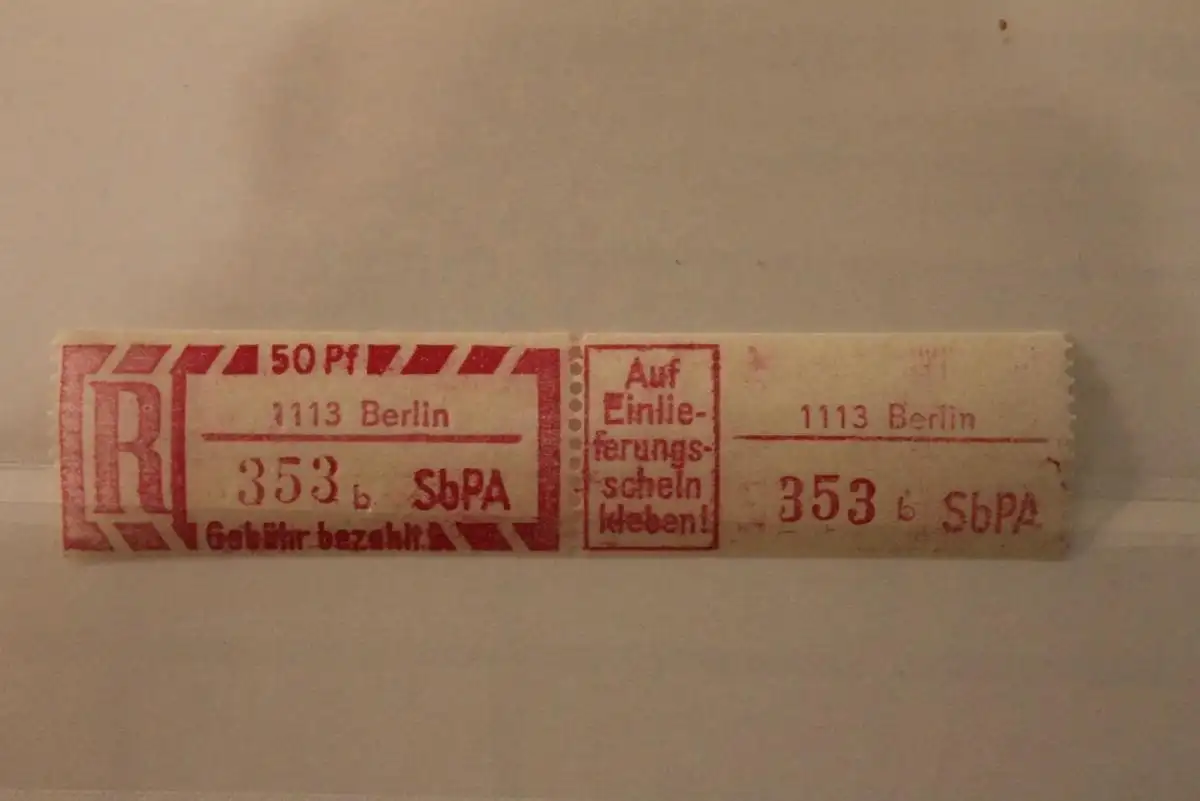 50 Pf
R
1113 Berlin
353 b SbPA
Gebühr bezahlt
Auf
Einlie-
ferungs-
schein
kleben!
1113 Berlin
353 b SbPA